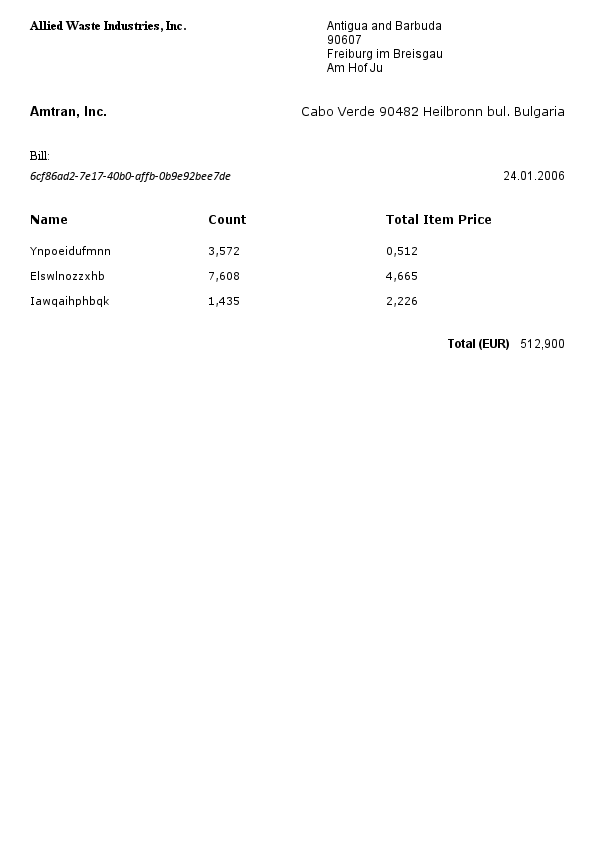 Allied Waste Industries, Inc.
Antigua and Barbuda
90607
Freiburg im Breisgau
Am Hof Ju
Amtran, Inc. Cabo Verde 90482 Heilbronn bul. Bulgaria
Bill:
6cf86ad2-7e17-40b0-affb-0b9e92bee7de 24.01.2006
Name Count Total Item Price
Ynpoeidufmnn 3,572 0,512
Elswlnozzxhb 7,608 4,665
Iawqaihphbqk 1,435 2,226
Total (EUR) 512,900